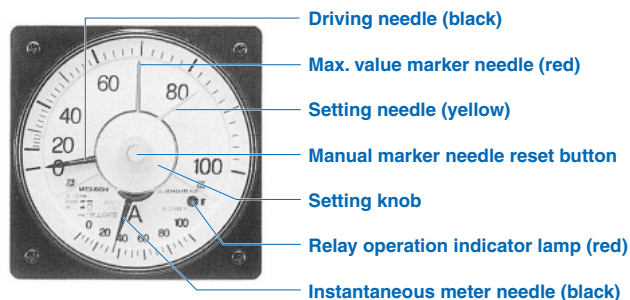 Driving needle (black)
Max. value marker needle (red)
Setting needle (yellow)
Manual marker needle reset button
Setting knob
Relay operation indicator lamp (red)
Instantaneous meter needle (black)
0 20 40 60 80 100
MITSUBISHI
A
0 20 40 60 80 100